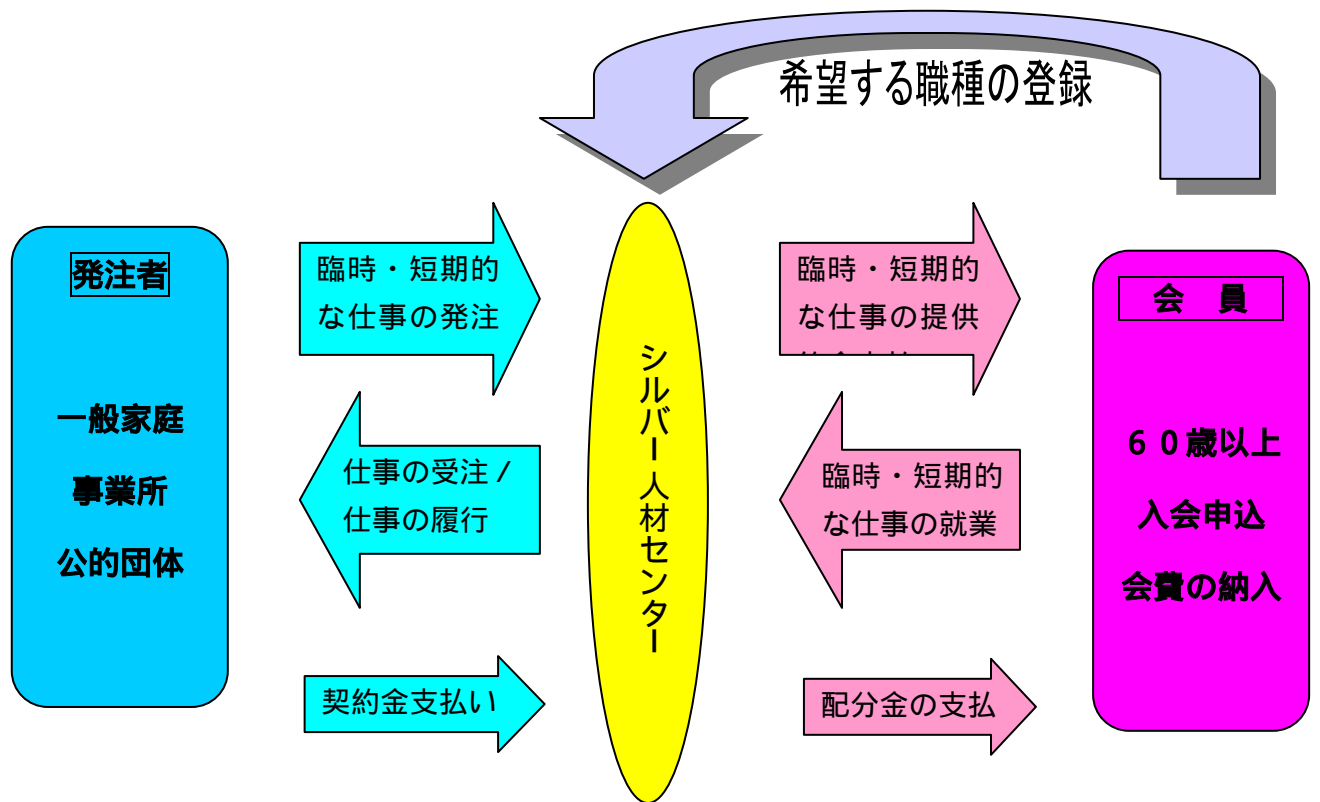 希望する職種の登録
発注者
一般家庭
事業所
公的団体
臨時・短期的
な仕事の発注
仕事の受注/
仕事の履行
契約金支払い
シルバー人材センター
臨時・短期的
な仕事の提供
臨時・短期的
な仕事の就業
配分金の支払
会　員
６０歳以上
入会申込
会費の納入